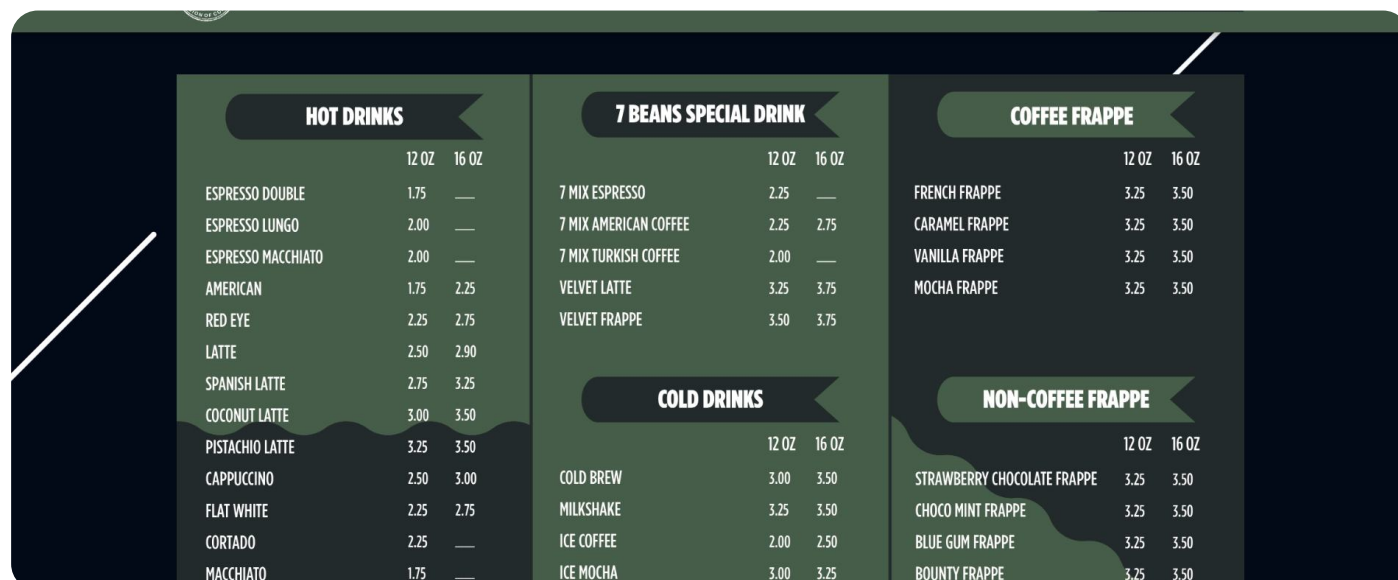 HOT DRINKS
12 OZ 16 OZ
ESPRESSO DOUBLE 1.75 __
ESPRESSO LUNGO 2.00 __
ESPRESSO MACCHIATO 2.00 __
AMERICAN 1.75 2.25
RED EYE 2.25 2.75
LATTE 2.50 2.90
SPANISH LATTE 2.75 3.25
COCONUT LATTE 3.00 3.50
PISTACHIO LATTE 3.25 3.50
CAPPUCCINO 2.50 3.00
FLAT WHITE 2.25 2.75
CORTADO 2.25 __
MACCHIATO 1.75 __
7 BEANS SPECIAL DRINK
12 OZ 16 OZ
7 MIX ESPRESSO 2.25 __
7 MIX AMERICAN COFFEE 2.25 2.75
7 MIX TURKISH COFFEE 2.00 __
VELVET LATTE 3.25 3.75
VELVET FRAPPE 3.50 3.75
COLD DRINKS
12 OZ 16 OZ
COLD BREW 3.00 3.50
MILKSHAKE 3.25 3.50
ICE COFFEE 2.00 2.50
ICE MOCHA 3.00 3.25
COFFEE FRAPPE
12 OZ 16 OZ
FRENCH FRAPPE 3.25 3.50
CARAMEL FRAPPE 3.25 3.50
VANILLA FRAPPE 3.25 3.50
MOCHA FRAPPE 3.25 3.50
NON-COFFEE FRAPPE
12 OZ 16 OZ
STRAWBERRY CHOCOLATE FRAPPE 3.25 3.50
CHOCO MINT FRAPPE 3.25 3.50
BLUE GUM FRAPPE 3.25 3.50
BOUNTY FRAPPE 3.25 3.50